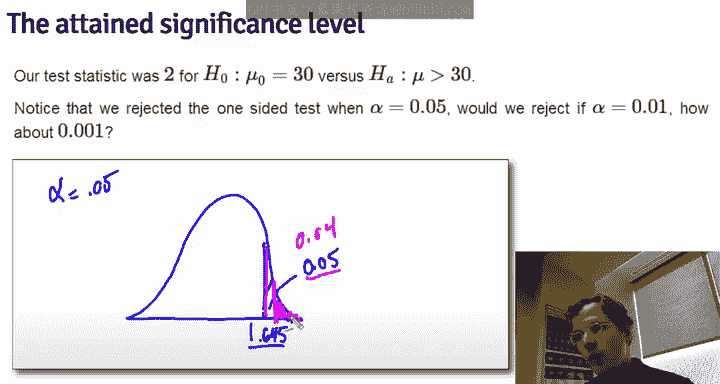 The attained significance level
Our test statistic was 2 for H₀ : μ₀ = 30 versus Hₐ : μ > 30.
Notice that we rejected the one sided test when α = 0.05, would we reject if α = 0.01, how
about 0.001?
α = .05
0.04
0.05
1.645